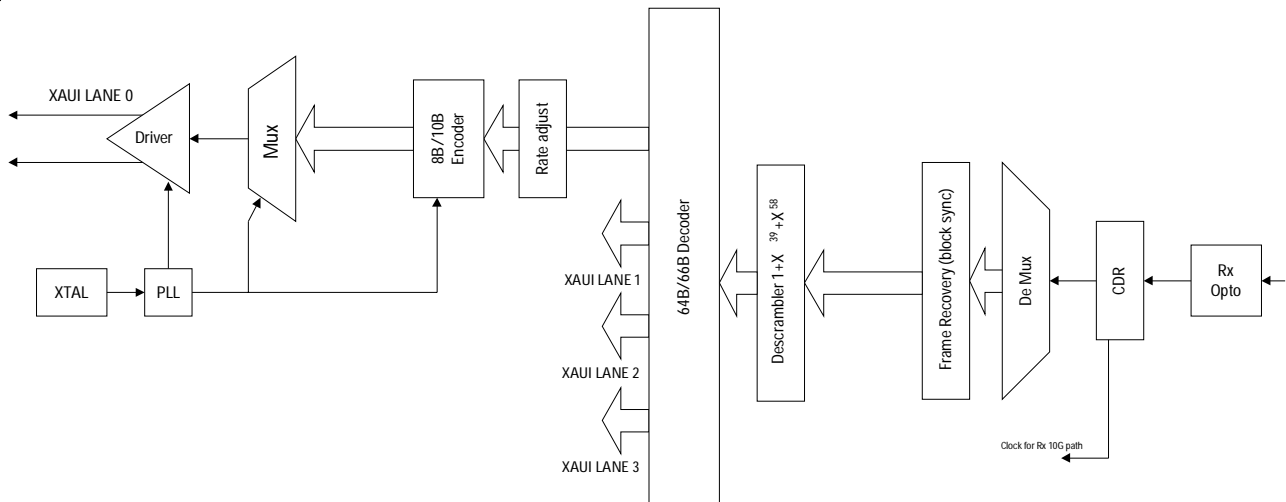 XAUI LANE 0
Driver
Mux
8B/10B
Encoder
Rate adjust
XTAL
PLL
XAUI LANE 1
XAUI LANE 2
XAUI LANE 3
64B/66B Decoder
Descrambler 1+X 39 +X 58
Frame Recovery (block sync)
De Mux
CDR
Rx
Opto
Clock for Rx 10G path